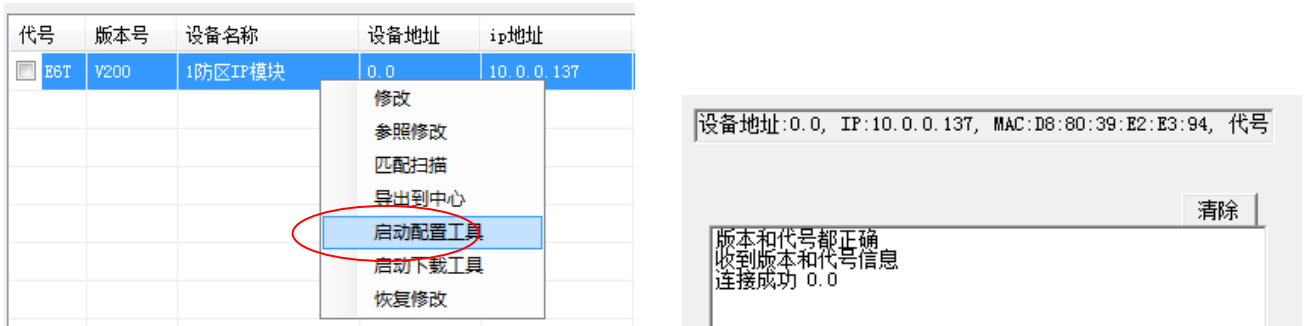 代号 版本号 设备名称 设备地址 ip地址
E6T V200 1防区IP模块 0.0 10.0.0.137
修改
参照修改
匹配扫描
导出到中心
启动配置工具
启动下载工具
恢复修改
设备地址:0.0, IP:10.0.0.137, MAC:D8:80:39:E2:E3:94, 代号
清除
版本和代号都正确
收到版本和代号信息
连接成功 0.0